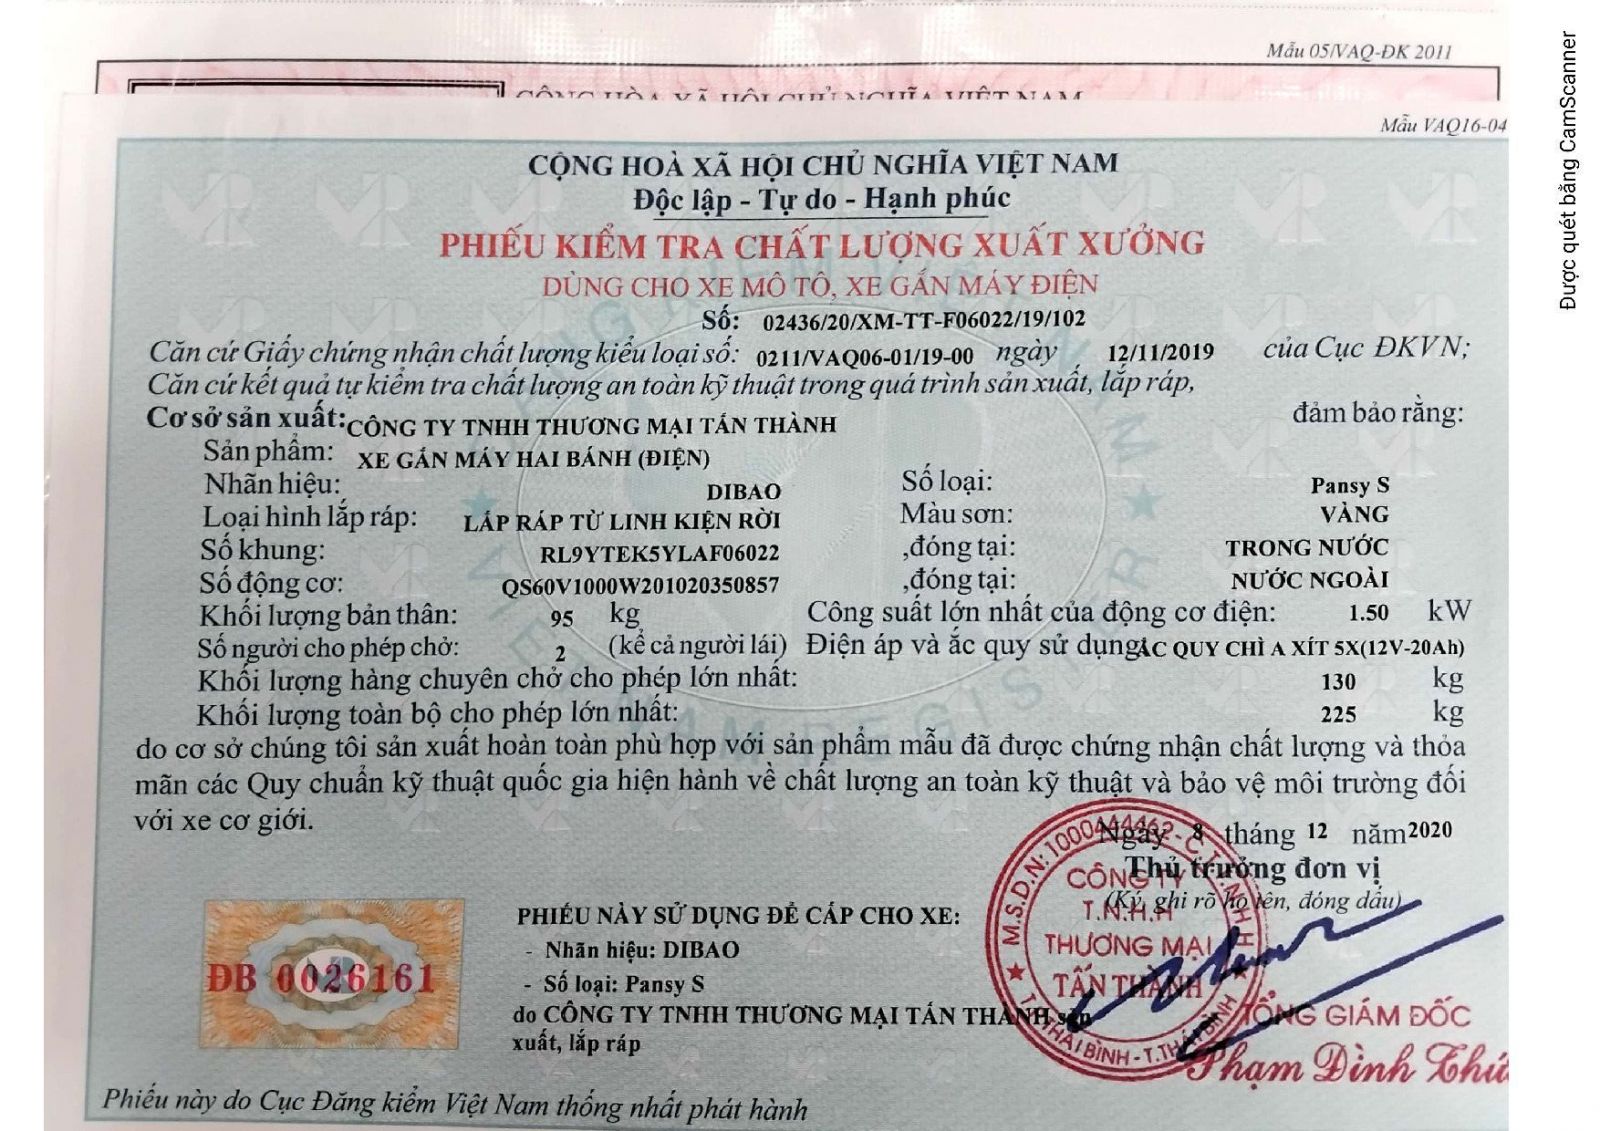 Mẫu 05/VAQ-ĐK 2011
CỘNG HÒA XÃ HỘI CHỦ NGHĨA VIỆT NAM
Mẫu VAQ16-04
CỘNG HOÀ XÃ HỘI CHỦ NGHĨA VIỆT NAM
Độc lập - Tự do - Hạnh phúc
PHIẾU KIỂM TRA CHẤT LƯỢNG XUẤT XƯỞNG
DÙNG CHO XE MÔ TÔ, XE GẮN MÁY ĐIỆN
Số: 02436/20/XM-TT-F06022/19/102
Căn cứ Giấy chứng nhận chất lượng kiểu loại số: 0211/VAQ06-01/19-00 ngày 12/11/2019 của Cục ĐKVN;
Căn cứ kết quả tự kiểm tra chất lượng an toàn kỹ thuật trong quá trình sản xuất, lắp ráp,
Cơ sở sản xuất: CÔNG TY TNHH THƯƠNG MẠI TẤN THÀNH đảm bảo rằng:
Sản phẩm: XE GẮN MÁY HAI BÁNH (ĐIỆN)
Nhãn hiệu: DIBAO Số loại: Pansy S
Loại hình lắp ráp: LẮP RÁP TỪ LINH KIỆN RỜI Màu sơn: VÀNG
Số khung: RL9YTEK5YLAF06022 ,đóng tại: TRONG NƯỚC
Số động cơ: QS60V1000W201020350857 ,đóng tại: NƯỚC NGOÀI
Khối lượng bản thân: 95 kg Công suất lớn nhất của động cơ điện: 1.50 kW
Số người cho phép chở: 2 (kể cả người lái) Điện áp và ắc quy sử dụng: ẮC QUY CHÌ A XÍT 5X(12V-20Ah)
Khối lượng hàng chuyên chở cho phép lớn nhất: 130 kg
Khối lượng toàn bộ cho phép lớn nhất: 225 kg
do cơ sở chúng tôi sản xuất hoàn toàn phù hợp với sản phẩm mẫu đã được chứng nhận chất lượng và thỏa
mãn các Quy chuẩn kỹ thuật quốc gia hiện hành về chất lượng an toàn kỹ thuật và bảo vệ môi trường đối
với xe cơ giới.
Ngày 8 tháng 12 năm 2020
Thủ trưởng đơn vị
(Ký, ghi rõ họ tên, đóng dấu)
M.S.D.N: 1000444462 - C.T.T.N.H.H
CÔNG TY
T.N.H.H
THƯƠNG MẠI
TẤN THÀNH
T.P THÁI BÌNH - T.THÁI BÌNH
TỔNG GIÁM ĐỐC
Phạm Đình Thú
ĐB 0026161
PHIẾU NÀY SỬ DỤNG ĐỂ CẤP CHO XE:
- Nhãn hiệu: DIBAO
- Số loại: Pansy S
do CÔNG TY TNHH THƯƠNG MẠI TẤN THÀNH sản
xuất, lắp ráp
Phiếu này do Cục Đăng kiểm Việt Nam thống nhất phát hành
Được quét bằng CamScanner